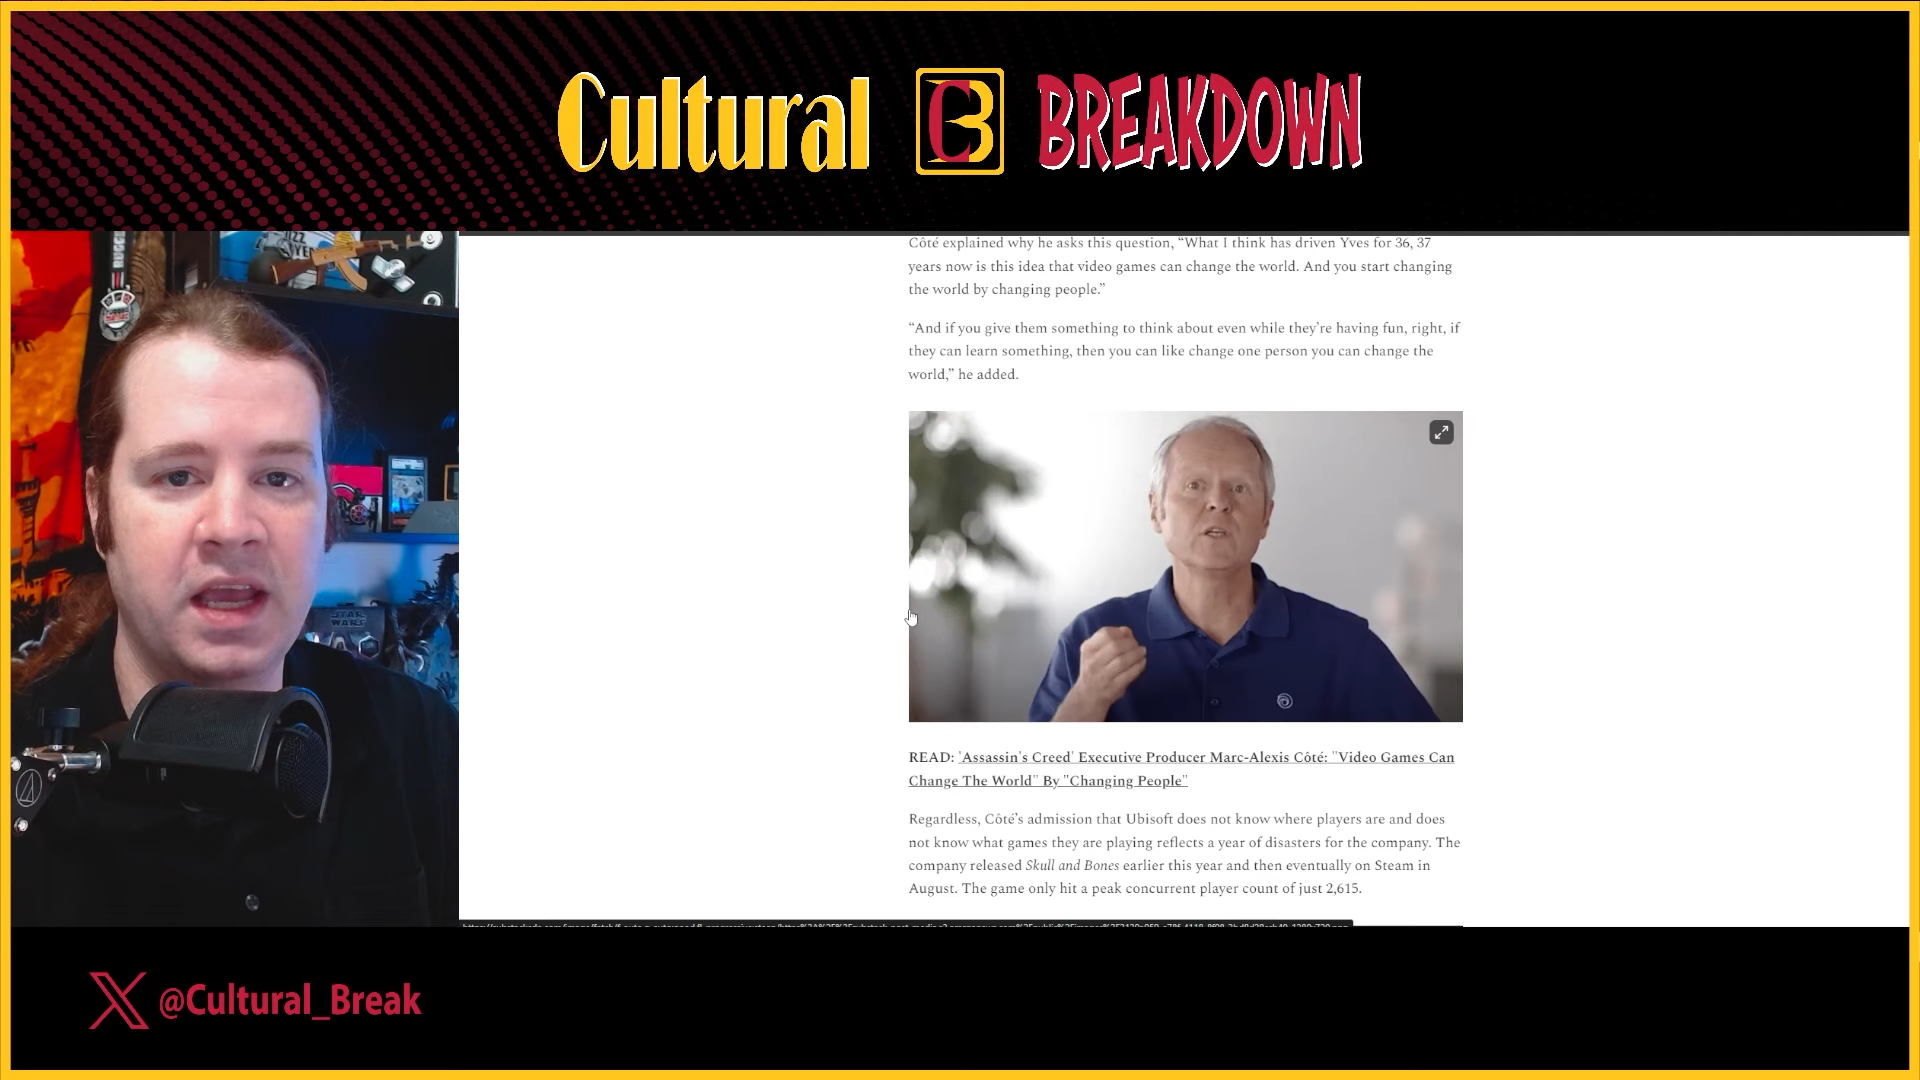 Cultural CB BREAKDOWN
Côté explained why he asks this question, “What I think has driven Yves for 36, 37
years now is this idea that video games can change the world. And you start changing
the world by changing people.”
“And if you give them something to think about even while they’re having fun, right, if
they can learn something, then you can like change one person you can change the
world,” he added.
STAR
WARS
READ: 'Assassin's Creed' Executive Producer Marc-Alexis Côté: "Video Games Can
Change The World" By "Changing People"
Regardless, Côté’s admission that Ubisoft does not know where players are and does
not know what games they are playing reflects a year of disasters for the company. The
company released Skull and Bones earlier this year and then eventually on Steam in
August. The game only hit a peak concurrent player count of just 2,615.
@Cultural_Break